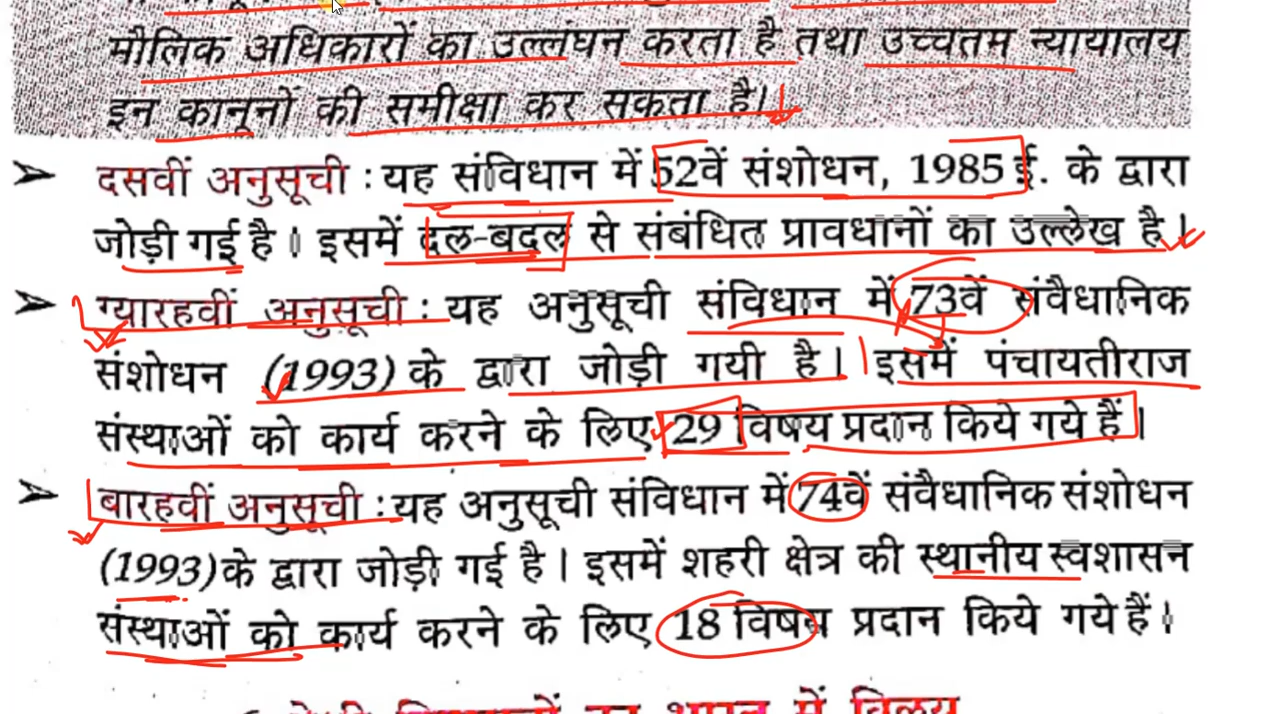 मौलिक अधिकारों का उल्लंघन करता है तथा उच्चतम न्यायालय
इन कानूनों की समीक्षा कर सकता है।
➤ दसवीं अनुसूची : यह संविधान में 52वें संशोधन, 1985 ई. के द्वारा
जोड़ी गई है। इसमें दल-बदल से संबंधित प्रावधानों का उल्लेख है।
➤ ग्यारहवीं अनुसूची : यह अनुसूची संविधान में 73वें संवैधानिक
संशोधन (1993) के द्वारा जोड़ी गयी है। इसमें पंचायतीराज
संस्थाओं को कार्य करने के लिए 29 विषय प्रदान किये गये हैं।
➤ बारहवीं अनुसूची : यह अनुसूची संविधान में 74वें संवैधानिक संशोधन
(1993) के द्वारा जोड़ी गई है। इसमें शहरी क्षेत्र की स्थानीय स्वशासन
संस्थाओं को कार्य करने के लिए 18 विषय प्रदान किये गये हैं।
का भारत में विलय